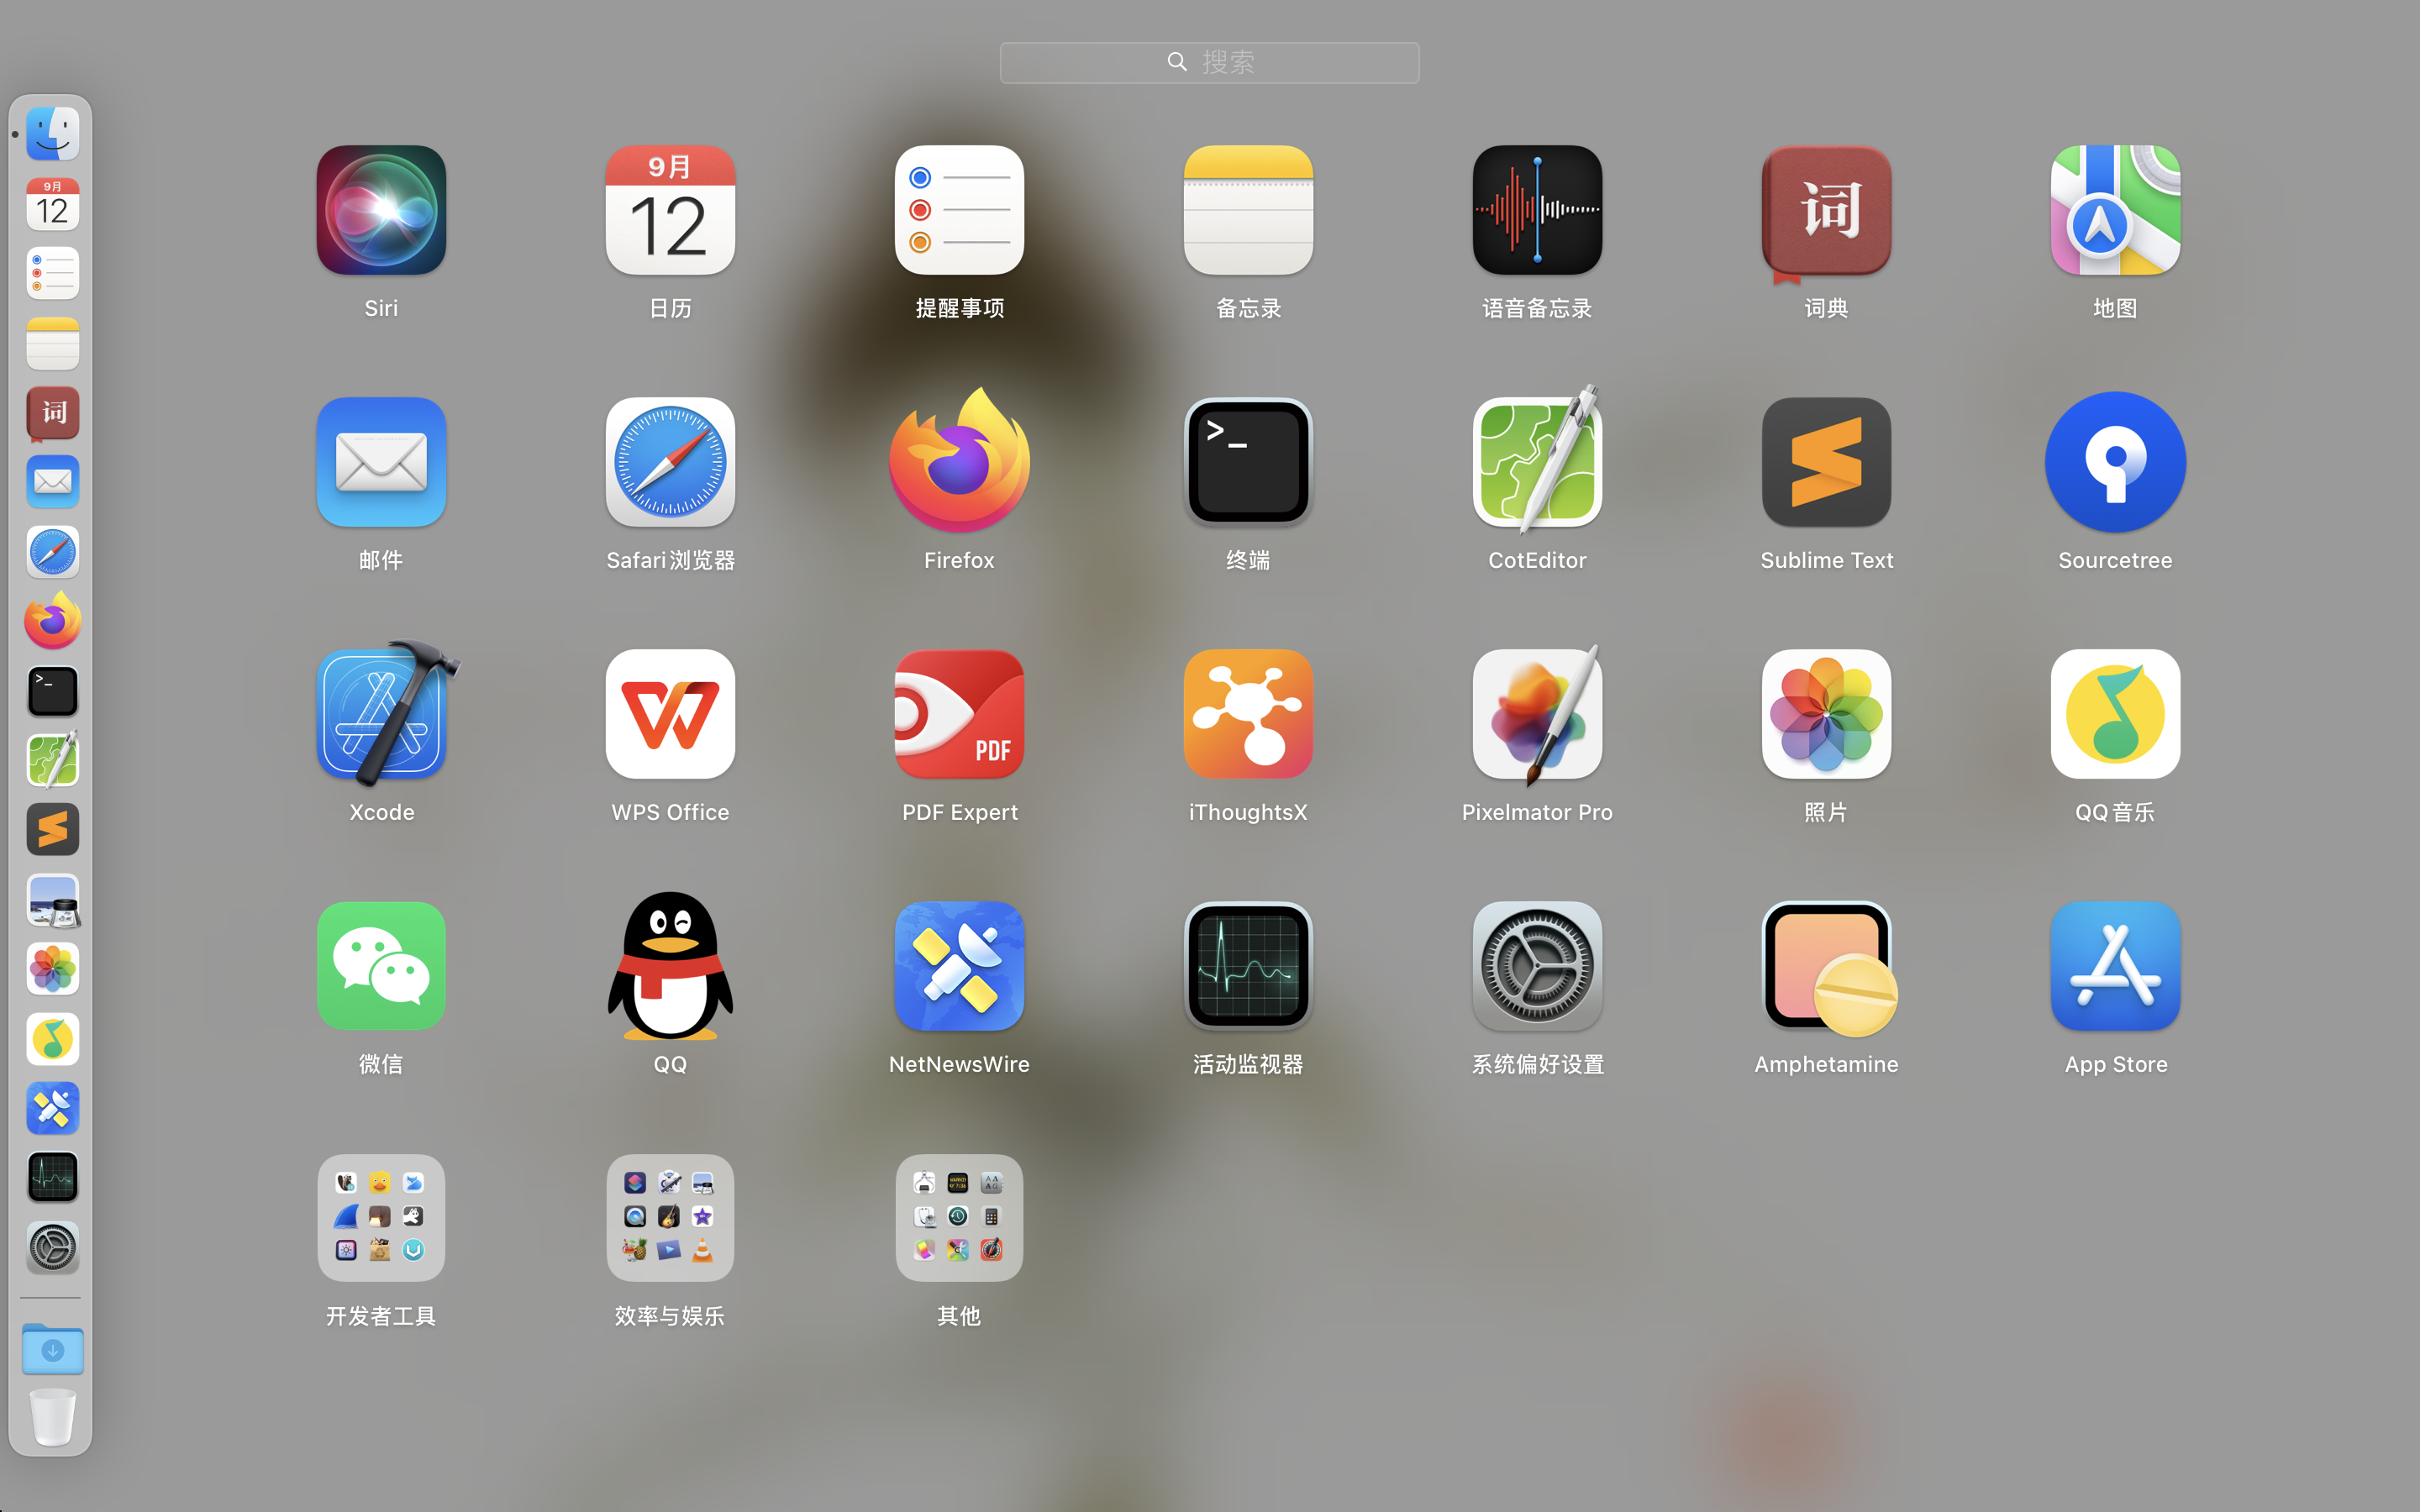 搜索
9月
12
9月
12
词
Siri
日历
提醒事项
备忘录
语音备忘录
词典
地图
词
邮件
Safari浏览器
Firefox
>_
终端
CotEditor
Sublime Text
Sourcetree
>_
Xcode
WPS Office
PDF
PDF Expert
iThoughtsX
Pixelmator Pro
照片
QQ音乐
微信
QQ
NetNewsWire
活动监视器
系统偏好设置
Amphetamine
App Store
开发者工具
效率与娱乐
其他